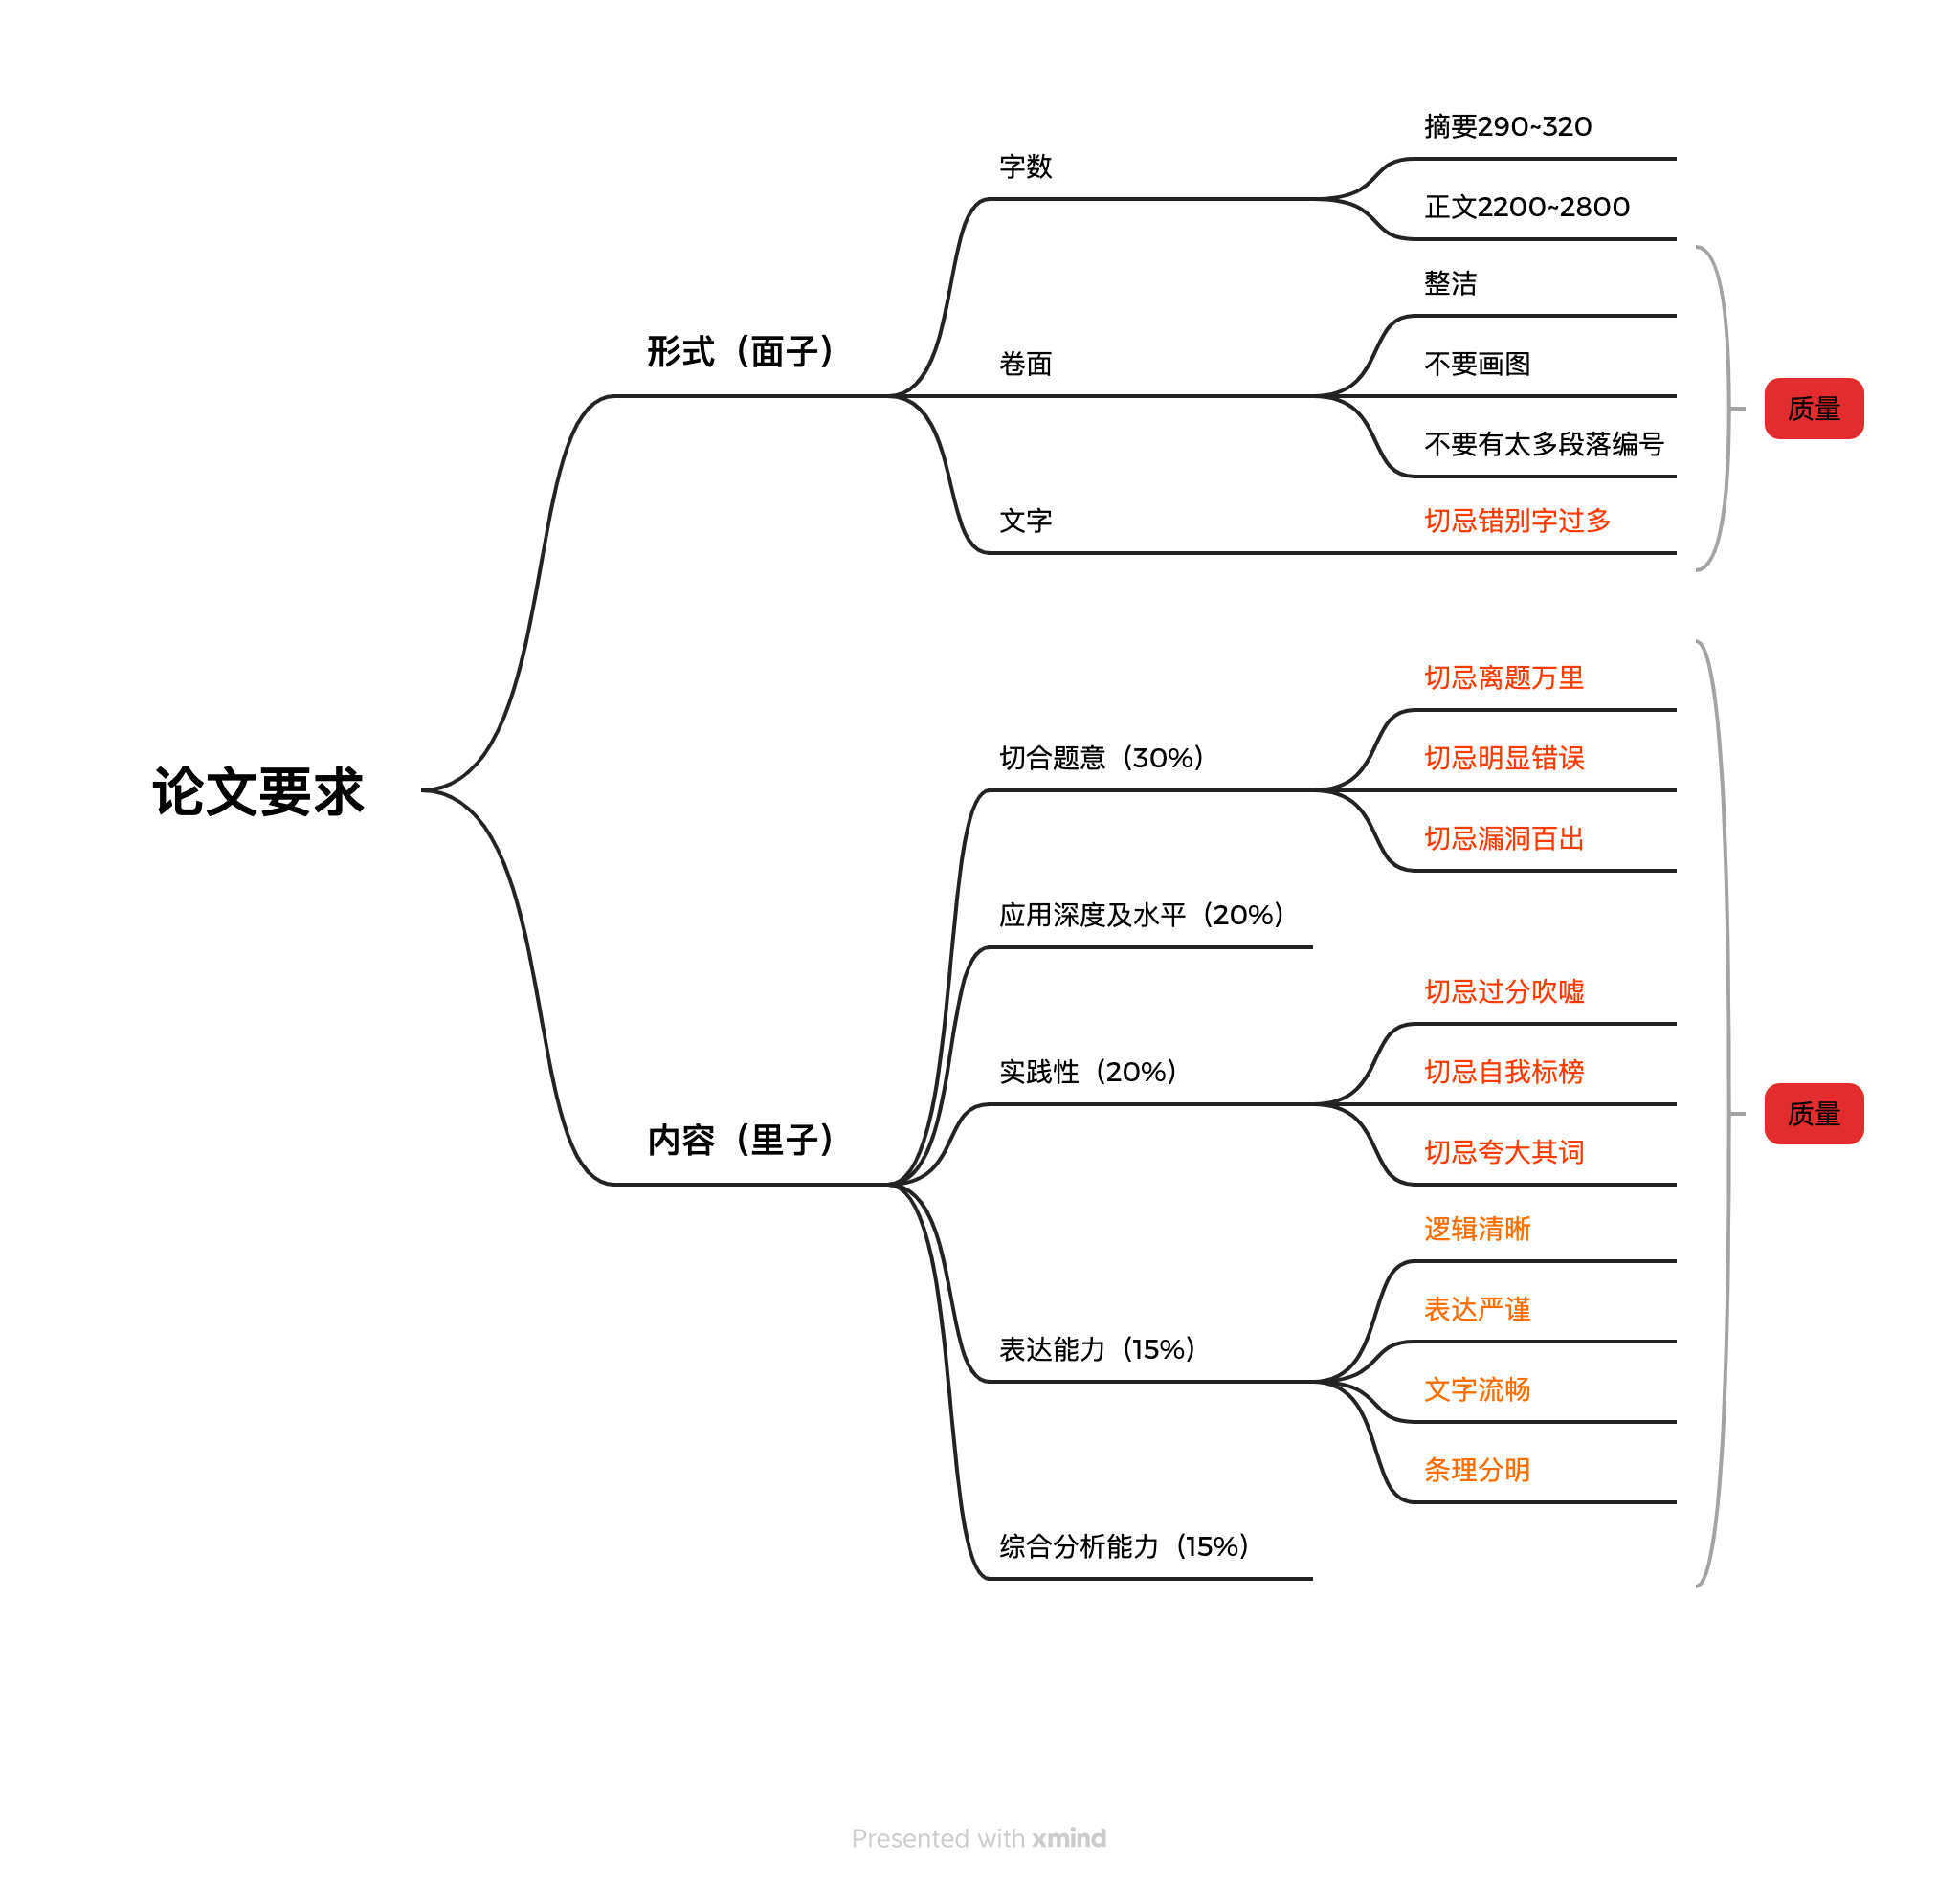 论文要求
形式（面子）
字数
摘要290~320
正文2200~2800
卷面
整洁
不要画图
不要有太多段落编号
文字
切忌错别字过多
质量
内容（里子）
切合题意（30%）
切忌离题万里
切忌明显错误
切忌漏洞百出
应用深度及水平（20%）
实践性（20%）
切忌过分吹嘘
切忌自我标榜
切忌夸大其词
表达能力（15%）
逻辑清晰
表达严谨
文字流畅
条理分明
综合分析能力（15%）
质量
Presented with xmind